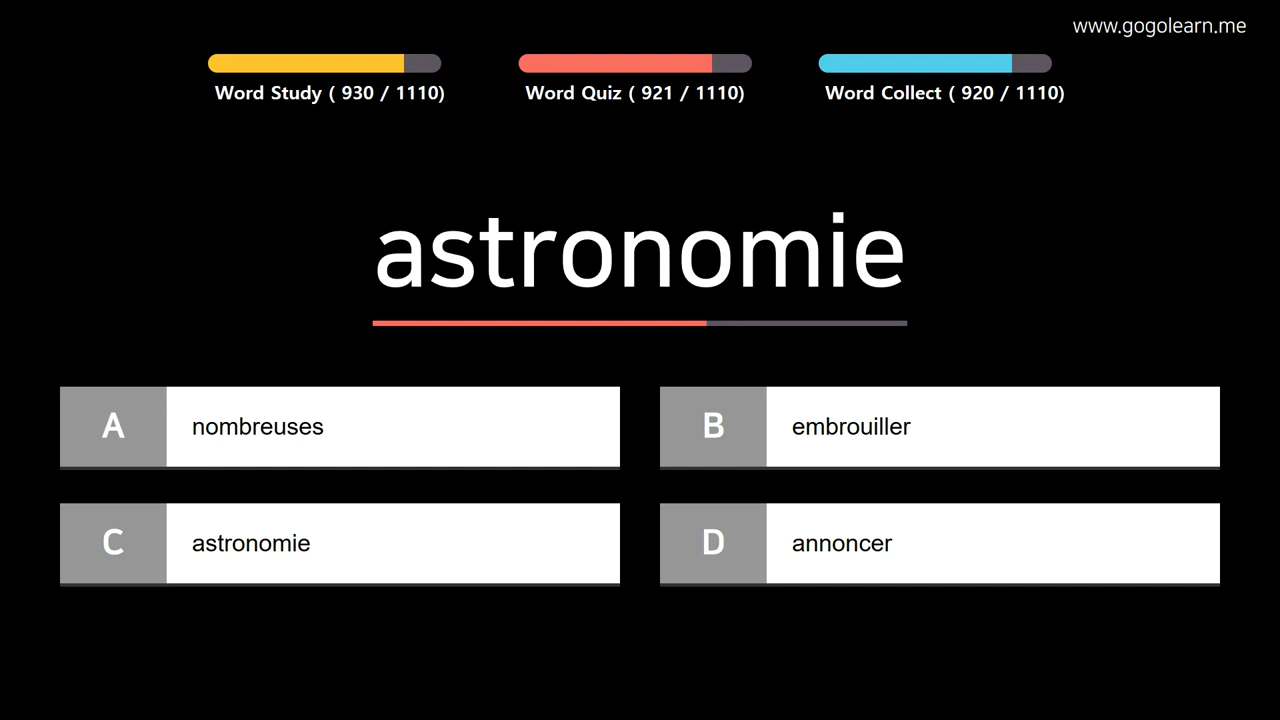 www.gogolearn.me
Word Study ( 930 / 1110)
Word Quiz ( 921 / 1110)
Word Collect ( 920 / 1110)
astronomie
A nombreuses
B embrouiller
C astronomie
D annoncer